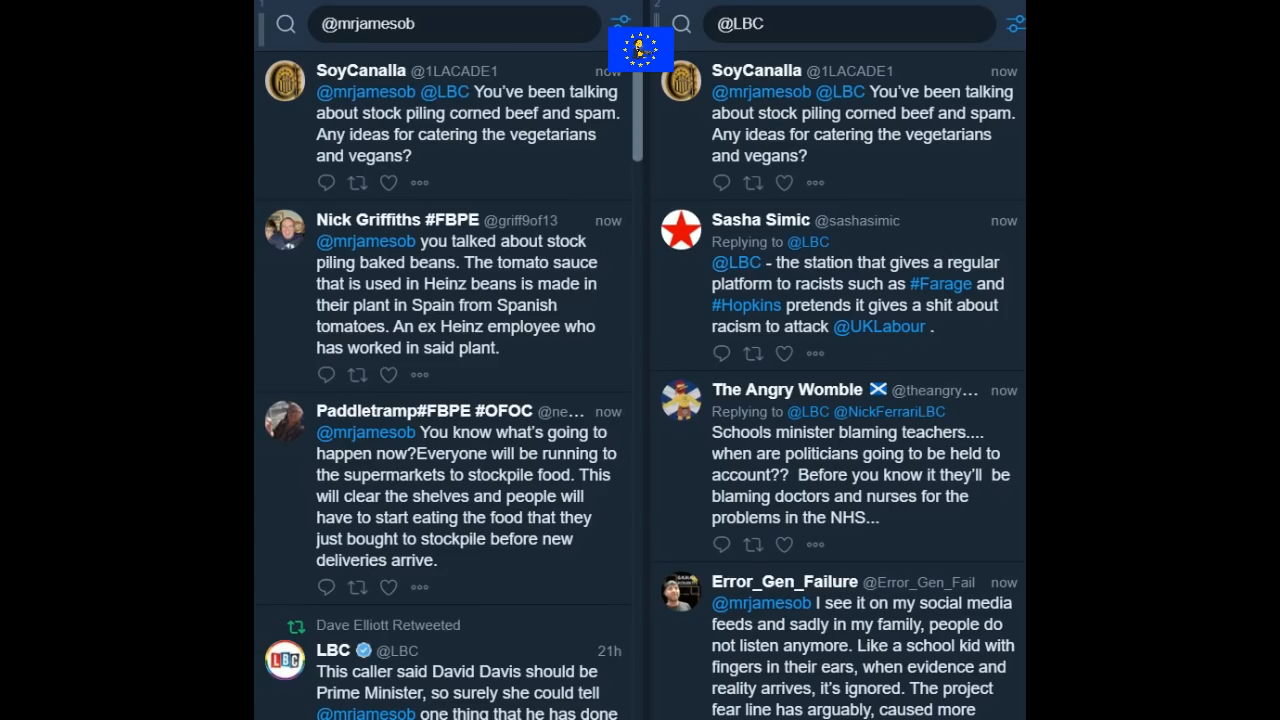 1
@mrjamesob
SoyCanalla @1LACADE1 now
@mrjamesob @LBC You've been talking
about stock piling corned beef and spam.
Any ideas for catering the vegetarians
and vegans?
Nick Griffiths #FBPE @griff9of13 now
@mrjamesob you talked about stock
piling baked beans. The tomato sauce
that is used in Heinz beans is made in
their plant in Spain from Spanish
tomatoes. An ex Heinz employee who
has worked in said plant.
Paddletramp#FBPE #OFOC @ne... now
@mrjamesob You know what's going to
happen now?Everyone will be running to
the supermarkets to stockpile food. This
will clear the shelves and people will
have to start eating the food that they
just bought to stockpile before new
deliveries arrive.
Dave Elliott Retweeted
LBC
LBC @LBC 21h
This caller said David Davis should be
Prime Minister, so surely she could tell
@mrjamesob one thing that he has done
2
@LBC
SoyCanalla @1LACADE1 now
@mrjamesob @LBC You've been talking
about stock piling corned beef and spam.
Any ideas for catering the vegetarians
and vegans?
Sasha Simic @sashasimic now
Replying to @LBC
@LBC - the station that gives a regular
platform to racists such as #Farage and
#Hopkins pretends it gives a shit about
racism to attack @UKLabour .
The Angry Womble @theangry... now
Replying to @LBC @NickFerrariLBC
Schools minister blaming teachers....
when are politicians going to be held to
account?? Before you know it they'll be
blaming doctors and nurses for the
problems in the NHS...
Error_Gen_Failure @Error_Gen_Fail now
@mrjamesob I see it on my social media
feeds and sadly in my family, people do
not listen anymore. Like a school kid with
fingers in their ears, when evidence and
reality arrives, it's ignored. The project
fear line has arguably, caused more